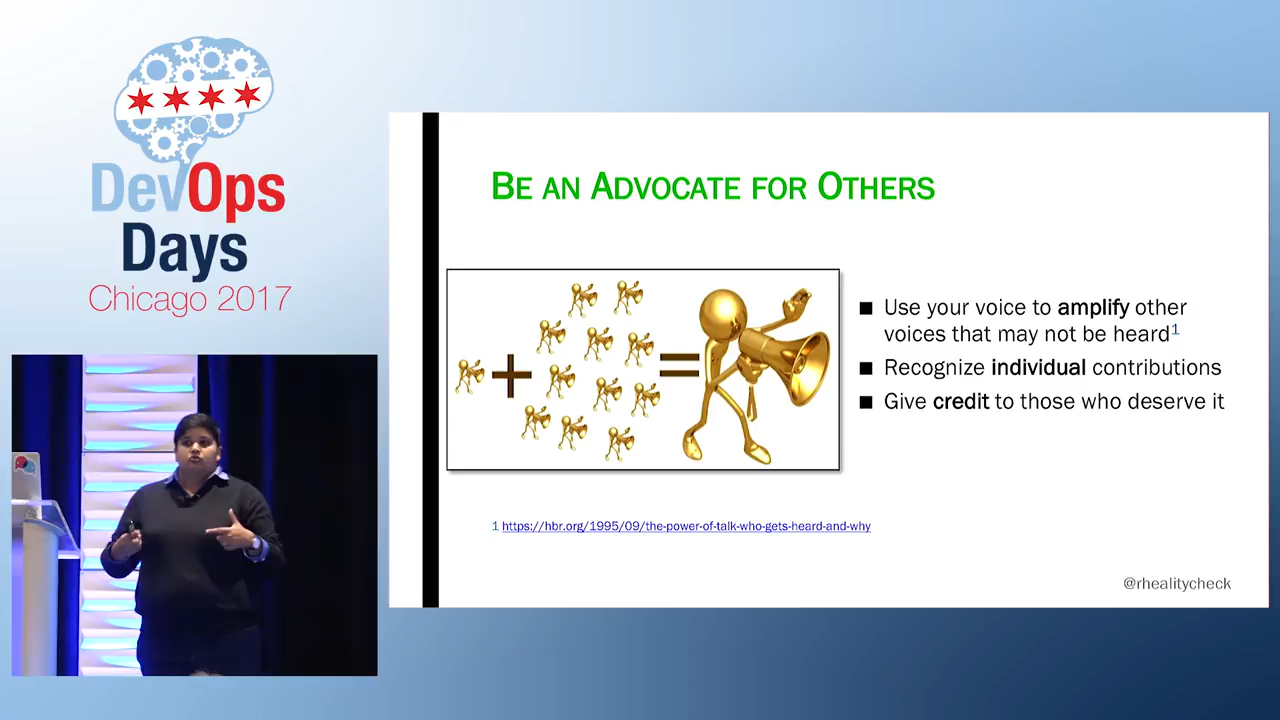 DevOps
Days
Chicago 2017
BE AN ADVOCATE FOR OTHERS
+
=
■ Use your voice to amplify other
voices that may not be heard1
■ Recognize individual contributions
■ Give credit to those who deserve it
1 https://hbr.org/1995/09/the-power-of-talk-who-gets-heard-and-why
@rhealitycheck